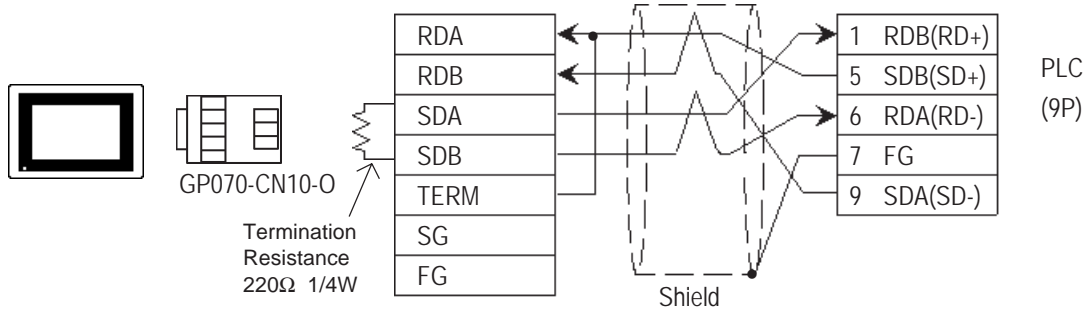 RDA
RDB
SDA
SDB
TERM
SG
FG
1 RDB(RD+)
5 SDB(SD+)
6 RDA(RD-)
7 FG
9 SDA(SD-)
PLC
(9P)
GP070-CN10-O
Termination
Resistance
220Ω 1/4W
Shield